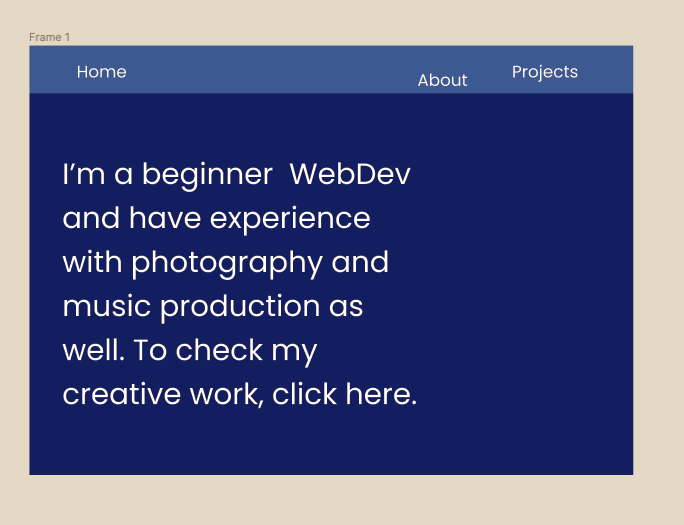 Frame 1
Home About Projects
I’m a beginner  WebDev
and have experience
with photography and
music production as
well. To check my
creative work, click here.